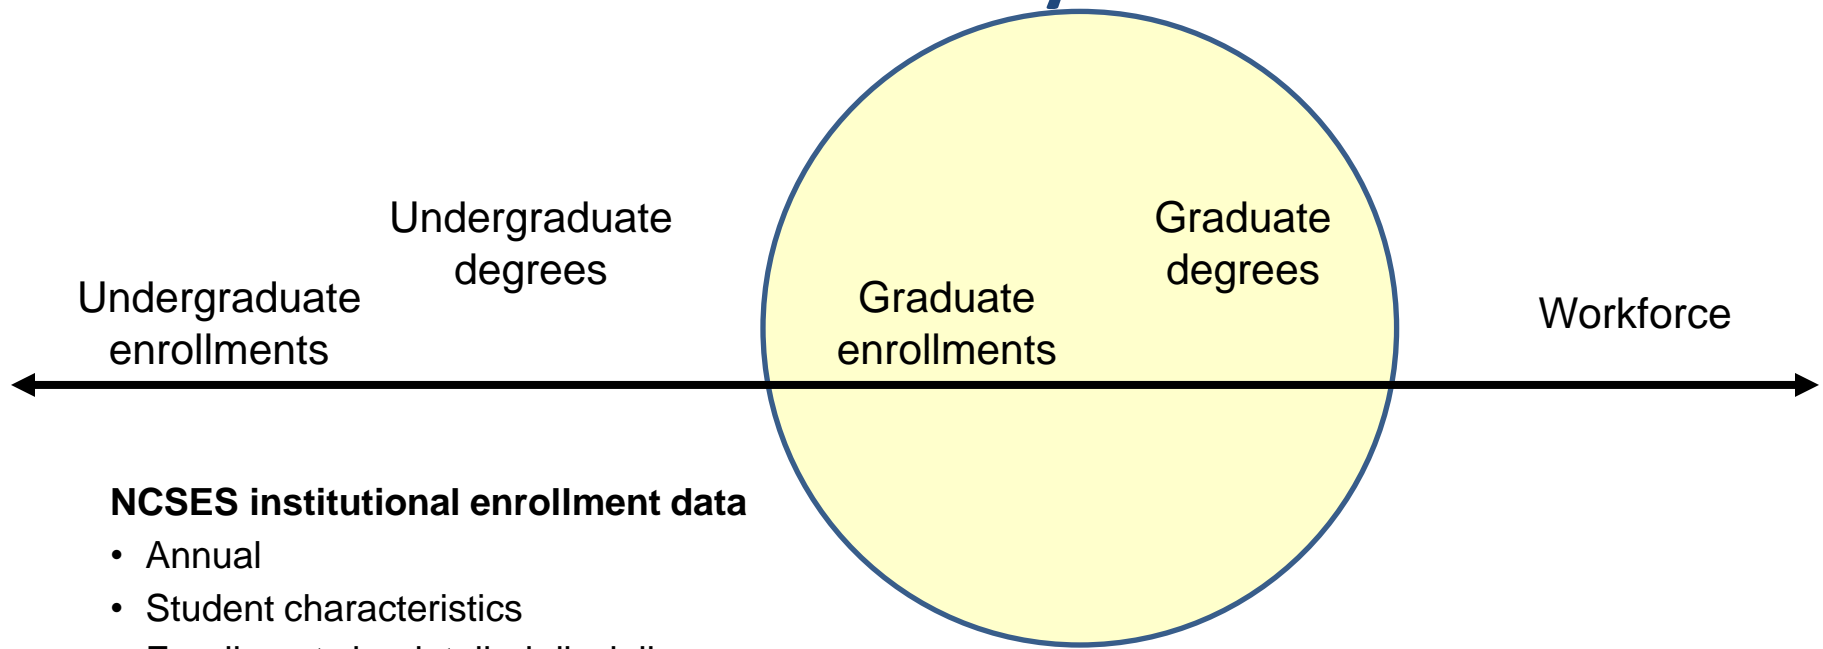 Undergraduate
degrees
Graduate
degrees
Undergraduate
enrollments
Graduate
enrollments
Workforce
NCSES institutional enrollment data
• Annual
• Student characteristics